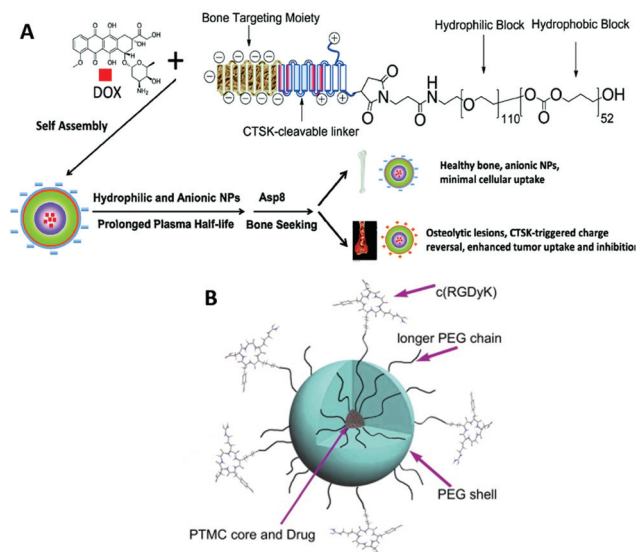 A
Bone Targeting Moiety
Hydrophilic Block
Hydrophobic Block
DOX
CTSK-cleavable linker
110
52
Self Assembly
Hydrophilic and Anionic NPs
Prolonged Plasma Half-life
Asp8
Bone Seeking
Healthy bone, anionic NPs,
minimal cellular uptake
Osteolytic lesions, CTSK-triggered charge
reversal, enhanced tumor uptake and inhibition
B
c(RGDyK)
longer PEG chain
PEG shell
PTMC core and Drug